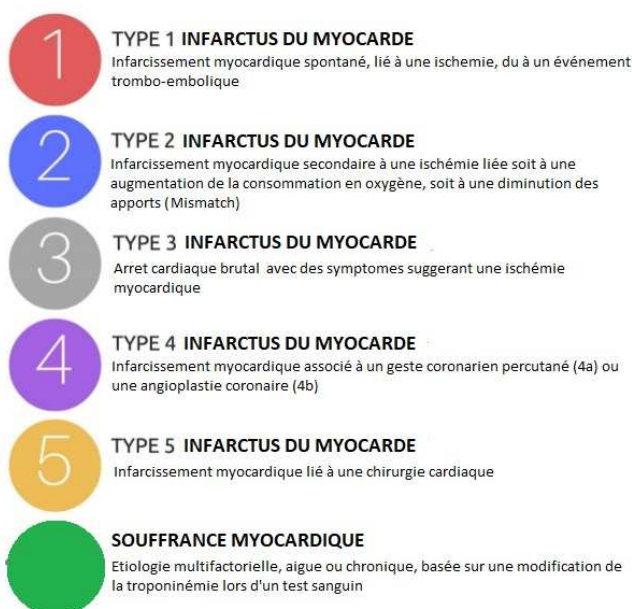 1
TYPE 1 INFARCTUS DU MYOCARDE
Infarcissement myocardique spontané, lié à une ischemie, du à un événement
trombo-embolique
2
TYPE 2 INFARCTUS DU MYOCARDE
Infarcissement myocardique secondaire à une ischémie liée soit à une
augmentation de la consommation en oxygène, soit à une diminution des
apports (Mismatch)
3
TYPE 3 INFARCTUS DU MYOCARDE
Arret cardiaque brutal avec des symptomes suggerant une ischémie
myocardique
4
TYPE 4 INFARCTUS DU MYOCARDE
Infarcissement myocardique associé à un geste coronarien percutané (4a) ou
une angioplastie coronaire (4b)
5
TYPE 5 INFARCTUS DU MYOCARDE
Infarcissement myocardique lié à une chirurgie cardiaque
SOUFFRANCE MYOCARDIQUE
Etiologie multifactorielle, aigue ou chronique, basée sur une modification de
la troponinémie lors d'un test sanguin